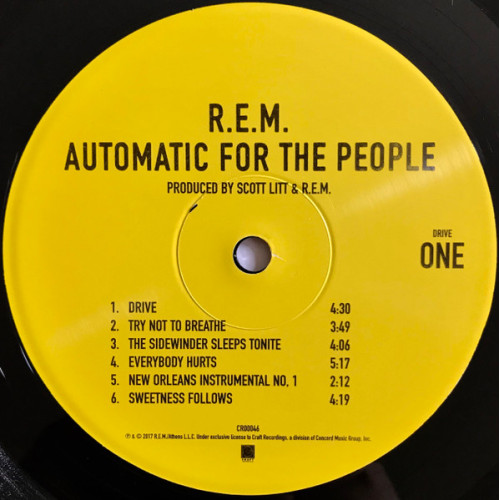 R.E.M.
AUTOMATIC FOR THE PEOPLE
PRODUCED BY SCOTT LITT & R.E.M.
DRIVE
ONE
1. DRIVE 4:30
2. TRY NOT TO BREATHE 3:49
3. THE SIDEWINDER SLEEPS TONITE 4:06
4. EVERYBODY HURTS 5:17
5. NEW ORLEANS INSTRUMENTAL NO. 1 2:12
6. SWEETNESS FOLLOWS 4:19
CR00046
℗ & © 2017 R.E.M./Athens L.L.C. Under exclusive license to Craft Recordings, a division of Concord Music Group, Inc.
CRAFT